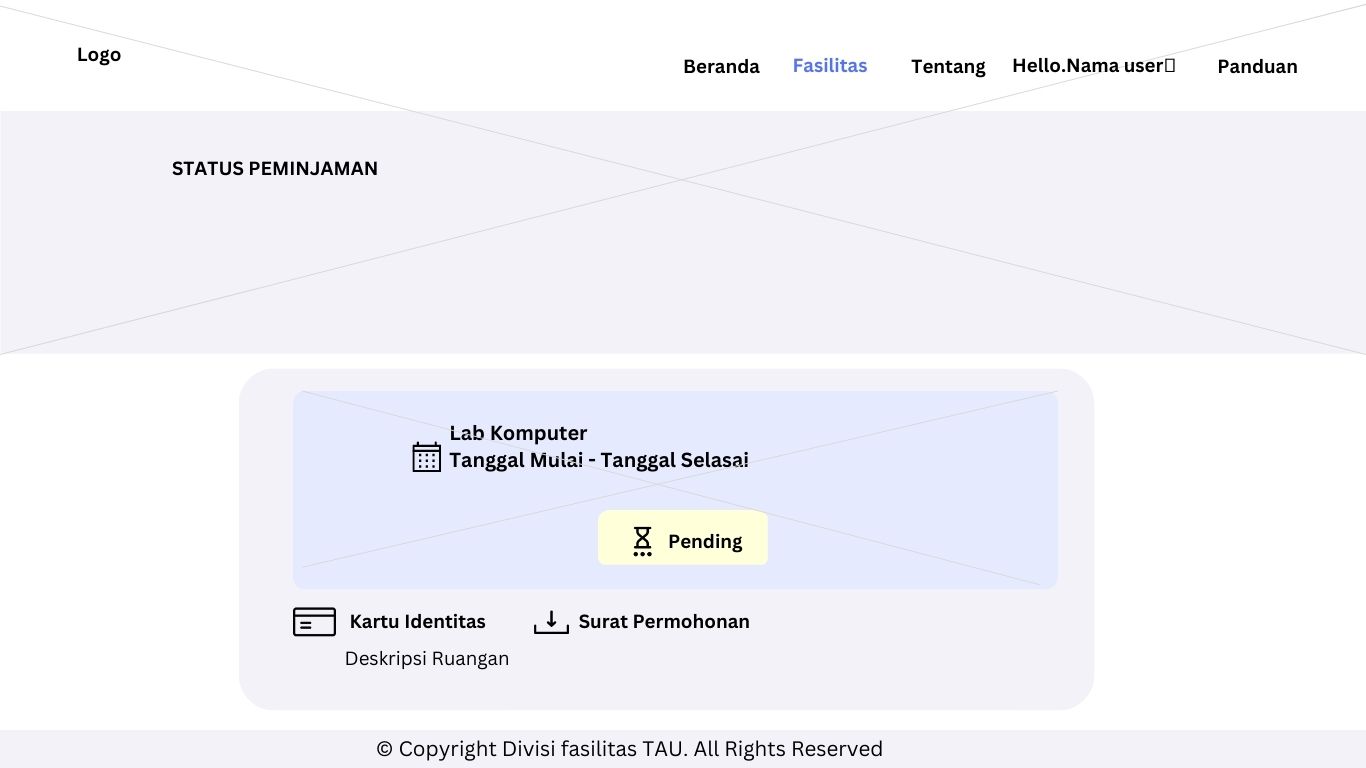 Logo
Beranda Fasilitas Tentang Hello.Nama user Panduan
STATUS PEMINJAMAN
Lab Komputer
Tanggal Mulai - Tanggal Selasai
Pending
Kartu Identitas Surat Permohonan
Deskripsi Ruangan
© Copyright Divisi fasilitas TAU. All Rights Reserved